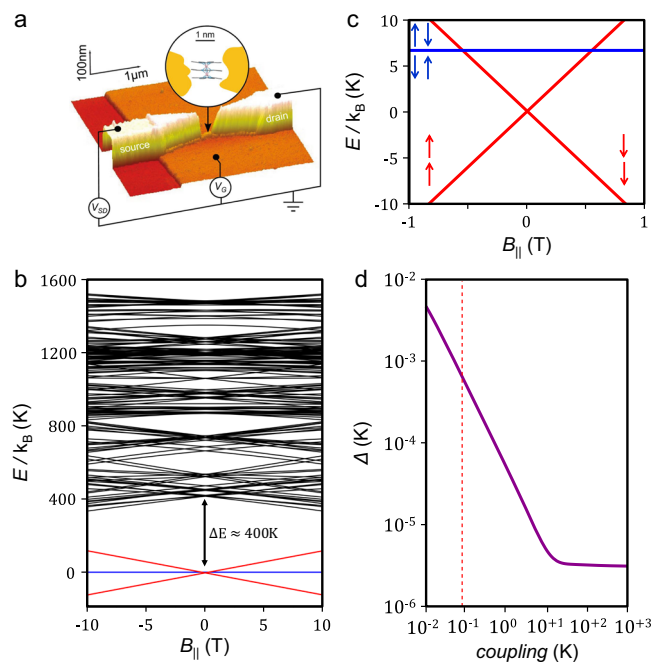 a
100nm
1μm
1 nm
source
drain
V_SD
V_G
b
E / k_B (K)
1600
1200
800
400
0
ΔE ≈ 400K
-10
-5
0
5
10
B_|| (T)
c
E / k_B (K)
10
5
0
-5
-10
-1
0
1
B_|| (T)
d
Δ (K)
10^-2
10^-3
10^-4
10^-5
10^-6
10^-2
10^-1
10^0
10^+1
10^+2
10^+3
coupling (K)